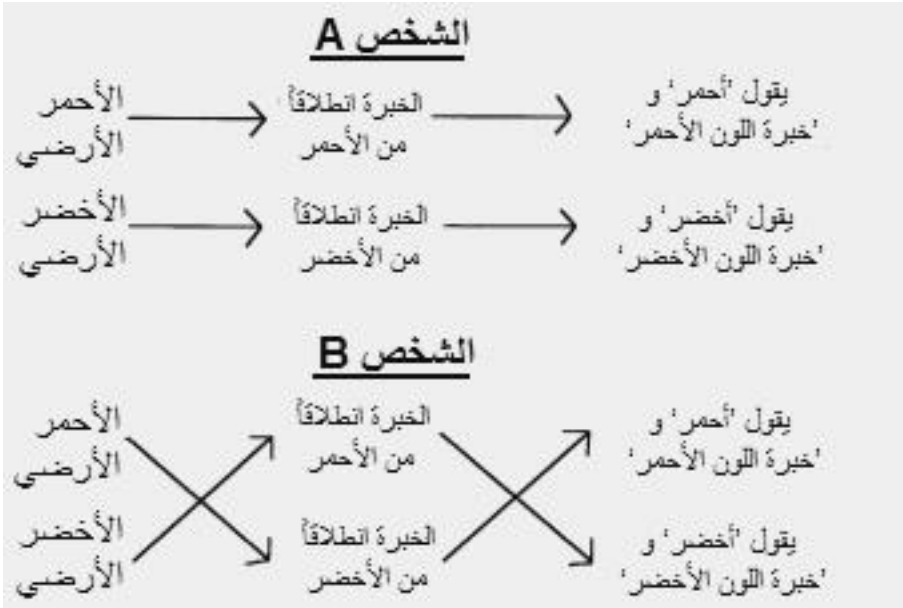 الشخص A
الأحمر
الأرضي
الخبرة انطلاقاً
من الأحمر
يقول 'أحمر' و
'خبرة اللون الأحمر'
الأخضر
الأرضي
الخبرة انطلاقاً
من الأخضر
يقول 'أخضر' و
'خبرة اللون الأخضر'
الشخص B
الأحمر
الأرضي
الخبرة انطلاقاً
من الأحمر
يقول 'أحمر' و
'خبرة اللون الأحمر'
الأخضر
الأرضي
الخبرة انطلاقاً
من الأخضر
يقول 'أخضر' و
'خبرة اللون الأخضر'